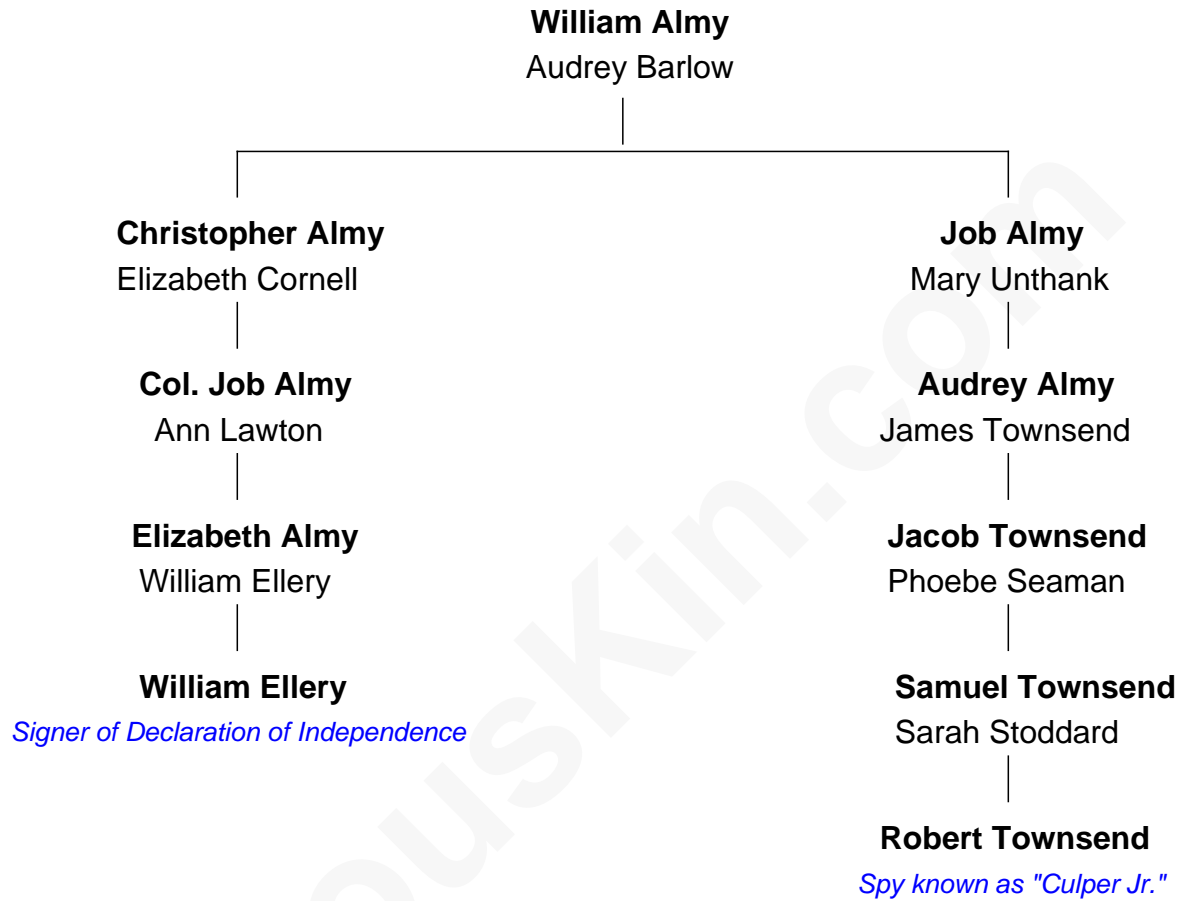 William Almy
Audrey Barlow
Christopher Almy
Elizabeth Cornell
Job Almy
Mary Unthank
Col. Job Almy
Ann Lawton
Audrey Almy
James Townsend
Elizabeth Almy
William Ellery
Jacob Townsend
Phoebe Seaman
William Ellery
Signer of Declaration of Independence
Samuel Townsend
Sarah Stoddard
Robert Townsend
Spy known as "Culper Jr."
ousKin.com